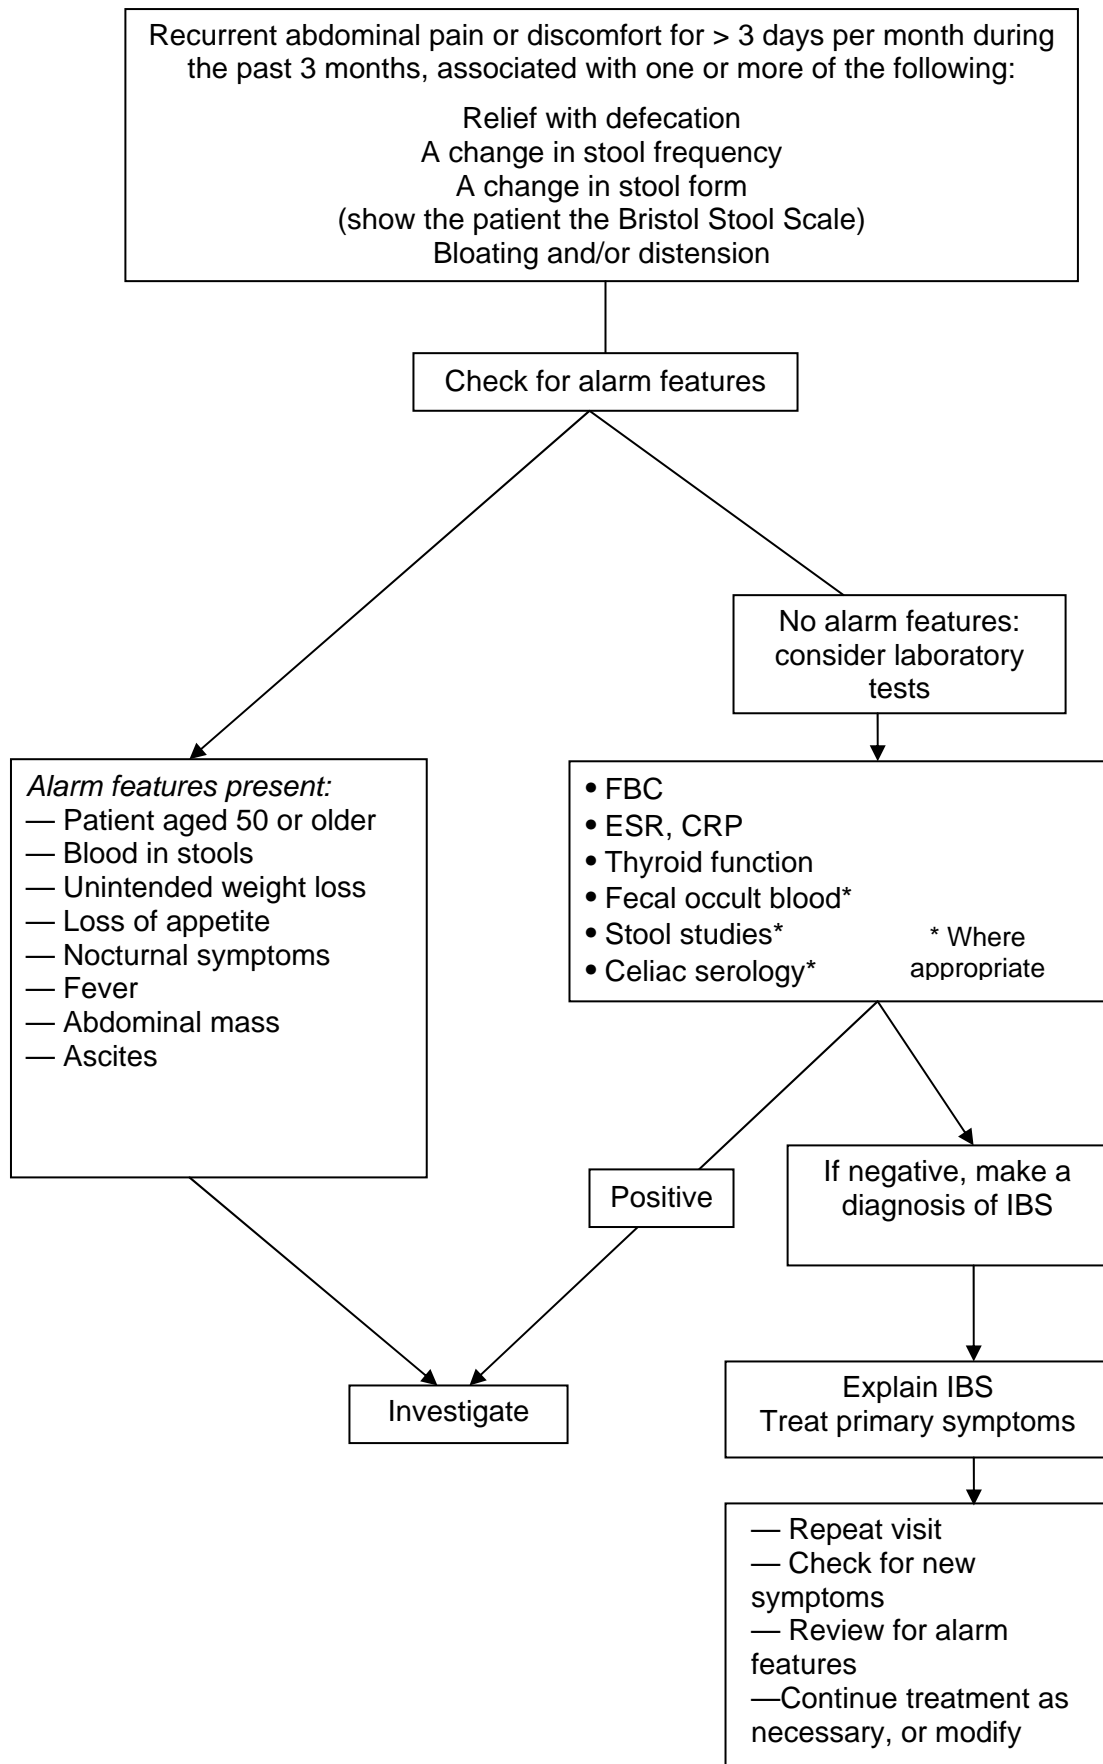 Recurrent abdominal pain or discomfort for > 3 days per month during
the past 3 months, associated with one or more of the following:
Relief with defecation
A change in stool frequency
A change in stool form
(show the patient the Bristol Stool Scale)
Bloating and/or distension
Check for alarm features
No alarm features:
consider laboratory
tests
Alarm features present:
— Patient aged 50 or older
— Blood in stools
— Unintended weight loss
— Loss of appetite
— Nocturnal symptoms
— Fever
— Abdominal mass
— Ascites
• FBC
• ESR, CRP
• Thyroid function
• Fecal occult blood*
• Stool studies*
• Celiac serology*
* Where
appropriate
Positive
If negative, make a
diagnosis of IBS
Investigate
Explain IBS
Treat primary symptoms
— Repeat visit
— Check for new
symptoms
— Review for alarm
features
—Continue treatment as
necessary, or modify